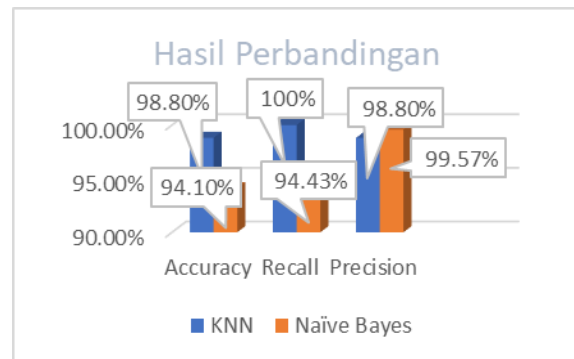 Hasil Perbandingan
98.80% 100% 98.80%
100.00%
99.57%
95.00%
94.10% 94.43%
90.00%
Accuracy Recall Precision
KNN Naïve Bayes